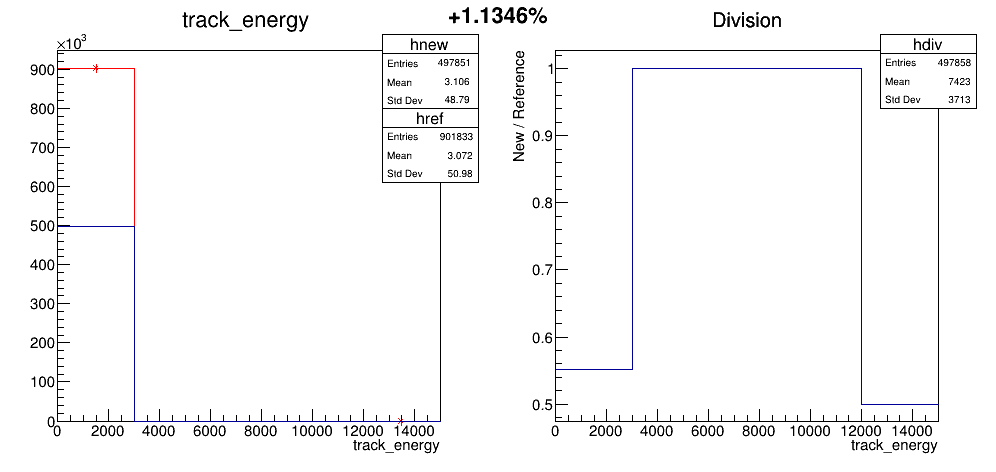 +1.1346%
track_energy
×10³
900
800
700
600
500
400
300
200
100
0
0 2000 4000 6000 8000 10000 12000 14000
track_energy
hnew
Entries 497851
Mean 3.106
Std Dev 48.79
href
Entries 901833
Mean 3.072
Std Dev 50.98
Division
New / Reference
1
0.9
0.8
0.7
0.6
0.5
0 2000 4000 6000 8000 10000 12000 14000
track_energy
hdiv
Entries 497858
Mean 7423
Std Dev 3713